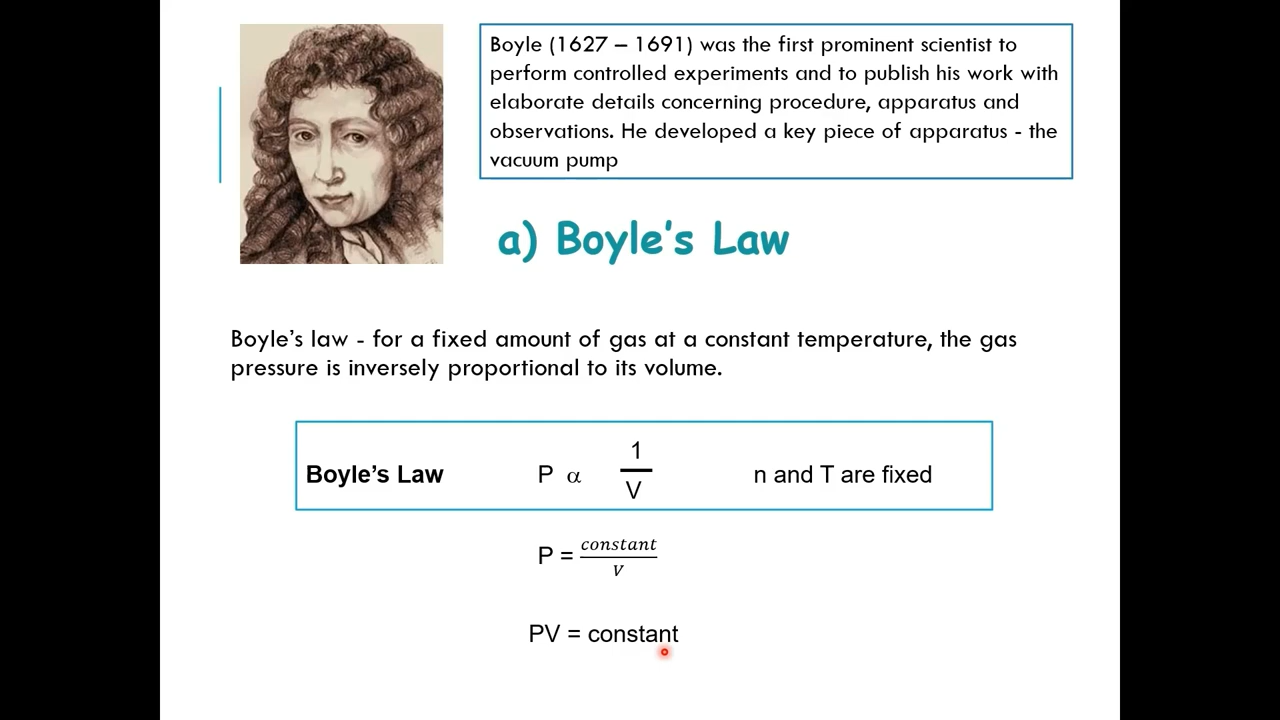 Boyle (1627 – 1691) was the first prominent scientist to
perform controlled experiments and to publish his work with
elaborate details concerning procedure, apparatus and
observations. He developed a key piece of apparatus - the
vacuum pump
a) Boyle's Law
Boyle's law - for a fixed amount of gas at a constant temperature, the gas
pressure is inversely proportional to its volume.
Boyle's Law P α 1/V n and T are fixed
P = constant/V
PV = constant